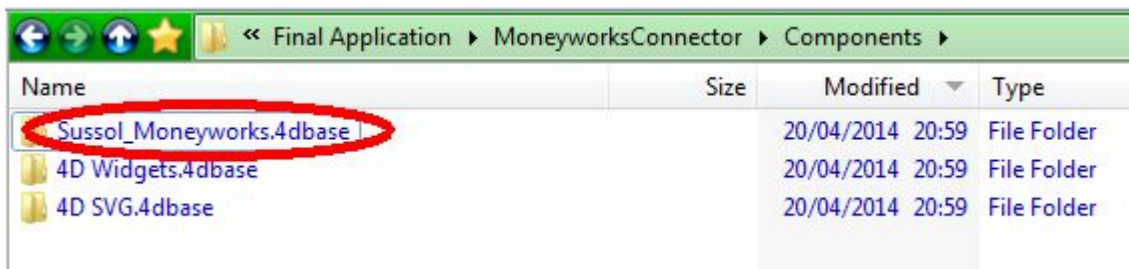 « Final Application ▸ MoneyworksConnector ▸ Components ▸
Name Size Modified Type
Sussol_Moneyworks.4dbase 20/04/2014 20:59 File Folder
4D Widgets.4dbase 20/04/2014 20:59 File Folder
4D SVG.4dbase 20/04/2014 20:59 File Folder